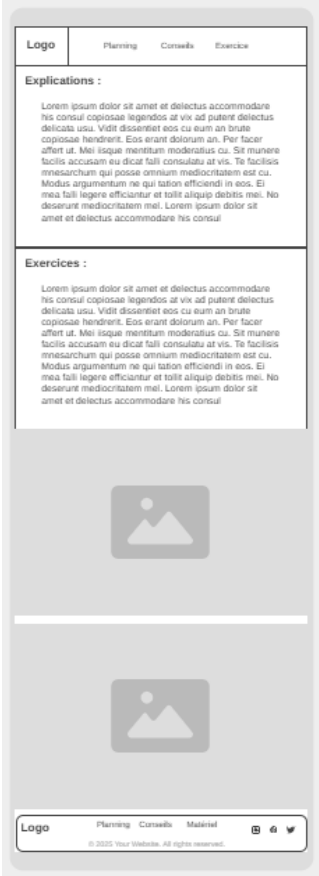 Logo Planning Conseils Exercice
Explications :
Lorem ipsum dolor sit amet et delectus accommodare
his consul copiosae legendos at vix ad putent delectus
delicata usu. Vidit dissentiet eos cu eum an brute
copiosae hendrerit. Eos erant dolorum an. Per facer
affert ut. Mei iisque mentitum moderatius cu. Sit munere
facilis accusam eu dicat falli consulatu at vis. Te facilisis
mnesarchum qui posse omnium mediocritatem est cu.
Modus argumentum ne qui tation efficiendi in eos. Ei
mea falli legere efficiantur et tollit aliquip debitis mei. No
deserunt mediocritatem mel. Lorem ipsum dolor sit
amet et delectus accommodare his consul
Exercices :
Lorem ipsum dolor sit amet et delectus accommodare
his consul copiosae legendos at vix ad putent delectus
delicata usu. Vidit dissentiet eos cu eum an brute
copiosae hendrerit. Eos erant dolorum an. Per facer
affert ut. Mei iisque mentitum moderatius cu. Sit munere
facilis accusam eu dicat falli consulatu at vis. Te facilisis
mnesarchum qui posse omnium mediocritatem est cu.
Modus argumentum ne qui tation efficiendi in eos. Ei
mea falli legere efficiantur et tollit aliquip debitis mei. No
deserunt mediocritatem mel. Lorem ipsum dolor sit
amet et delectus accommodare his consul
Logo Planning Conseils Matériel
© 2025 Your Website. All rights reserved.